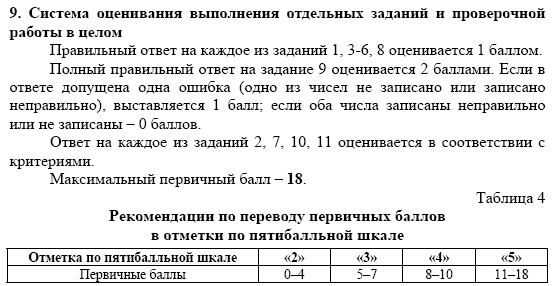 9. Система оценивания выполнения отдельных заданий и проверочной
работы в целом
Правильный ответ на каждое из заданий 1, 3-6, 8 оценивается 1 баллом.
Полный правильный ответ на задание 9 оценивается 2 баллами. Если в
ответе допущена одна ошибка (одно из чисел не записано или записано
неправильно), выставляется 1 балл; если оба числа записаны неправильно
или не записаны – 0 баллов.
Ответ на каждое из заданий 2, 7, 10, 11 оценивается в соответствии с
критериями.
Максимальный первичный балл – 18.
Таблица 4
Рекомендации по переводу первичных баллов
в отметки по пятибалльной шкале
Отметка по пятибалльной шкале «2» «3» «4» «5»
Первичные баллы 0–4 5–7 8–10 11–18